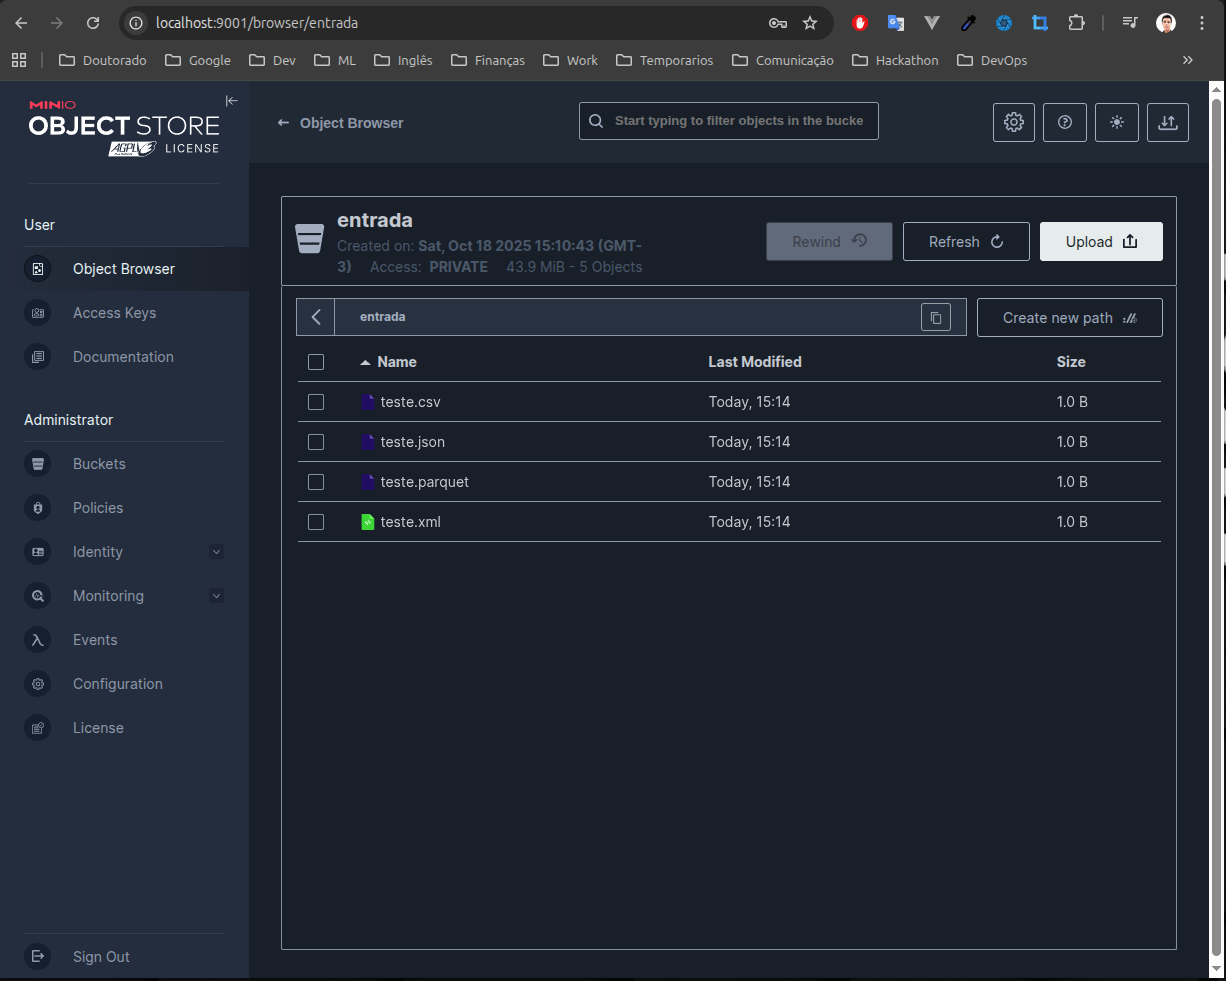 localhost:9001/browser/entrada
Doutorado Google Dev ML Inglês Finanças Work Temporarios Comunicação Hackathon DevOps
MINIO
OBJECT STORE
AGPLV3 LICENSE
Object Browser
Start typing to filter objects in the bucke
User
Object Browser
Access Keys
Documentation
Administrator
Buckets
Policies
Identity
Monitoring
Events
Configuration
License
Sign Out
entrada
Created on: Sat, Oct 18 2025 15:10:43 (GMT-
3) Access: PRIVATE 43.9 MiB - 5 Objects
Rewind Refresh Upload
entrada Create new path
Name Last Modified Size
teste.csv Today, 15:14 1.0 B
teste.json Today, 15:14 1.0 B
teste.parquet Today, 15:14 1.0 B
teste.xml Today, 15:14 1.0 B